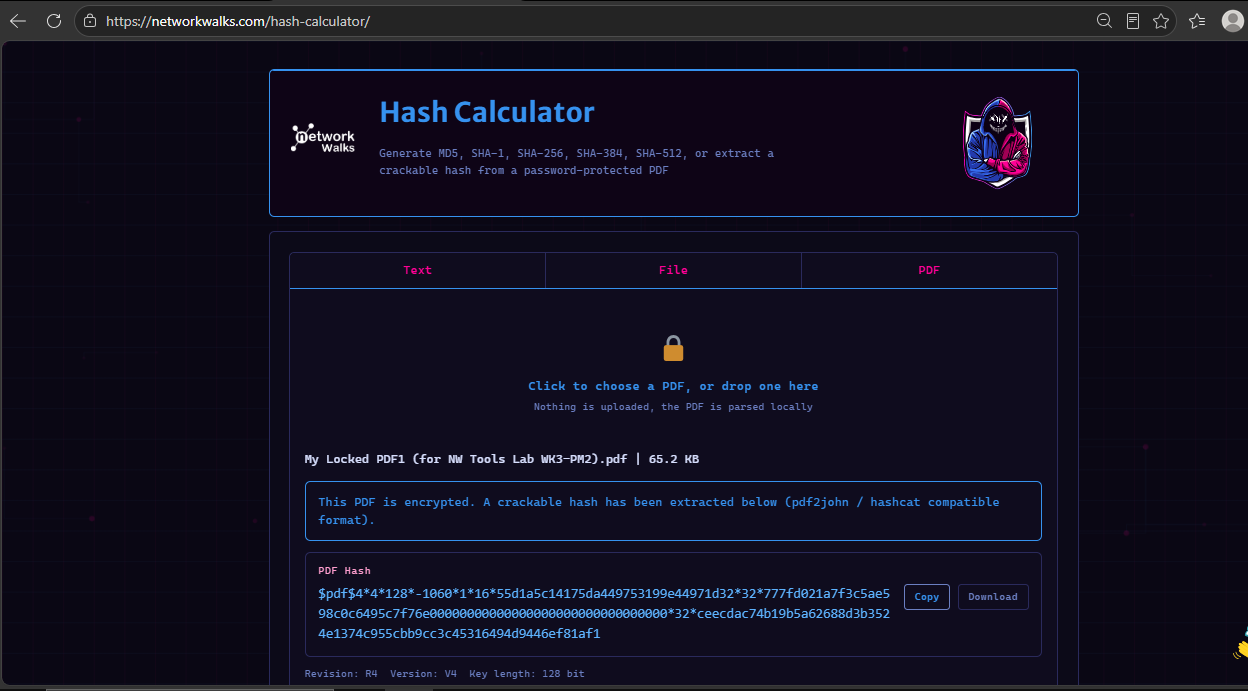 https://networkwalks.com/hash-calculator/
network
Walks
Hash Calculator
Generate MD5, SHA-1, SHA-256, SHA-384, SHA-512, or extract a
crackable hash from a password-protected PDF
Text
File
PDF
Click to choose a PDF, or drop one here
Nothing is uploaded, the PDF is parsed locally
My Locked PDF1 (for NW Tools Lab WK3-PM2).pdf | 65.2 KB
This PDF is encrypted. A crackable hash has been extracted below (pdf2john / hashcat compatible
format).
PDF Hash
$pdf$4*4*128*-1060*1*16*55d1a5c14175da449753199e44971d32*32*777fd021a7f3c5ae5
98c0c6495c7f76e00000000000000000000000000000000*32*ceecdac74b19b5a62688d3b352
4e1374c955cbb9cc3c45316494d9446ef81af1
Copy
Download
Revision: R4 Version: V4 Key length: 128 bit